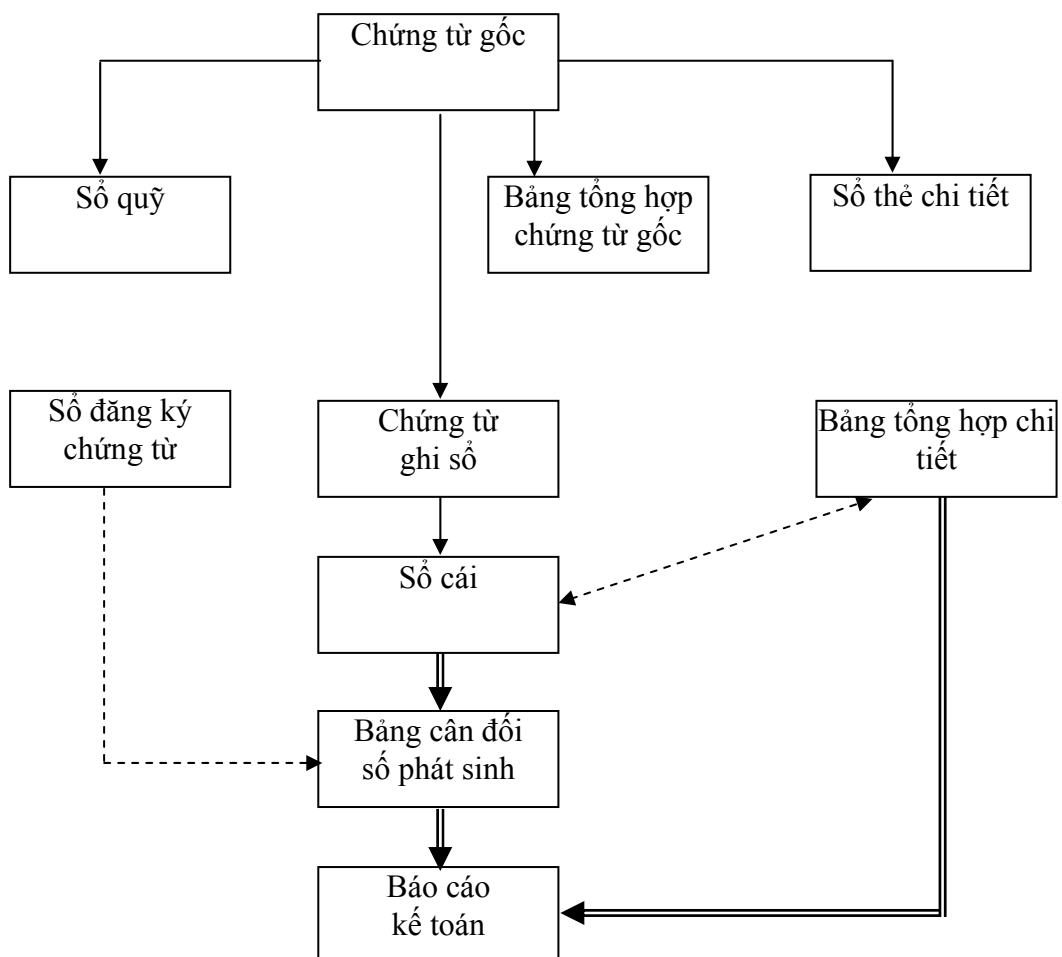 Chứng từ gốc
Sổ quỹ
Bảng tổng hợp
chứng từ gốc
Sổ thẻ chi tiết
Sổ đăng ký
chứng từ
Chứng từ
ghi sổ
Bảng tổng hợp chi
tiết
Sổ cái
Bảng cân đối
số phát sinh
Báo cáo
kế toán